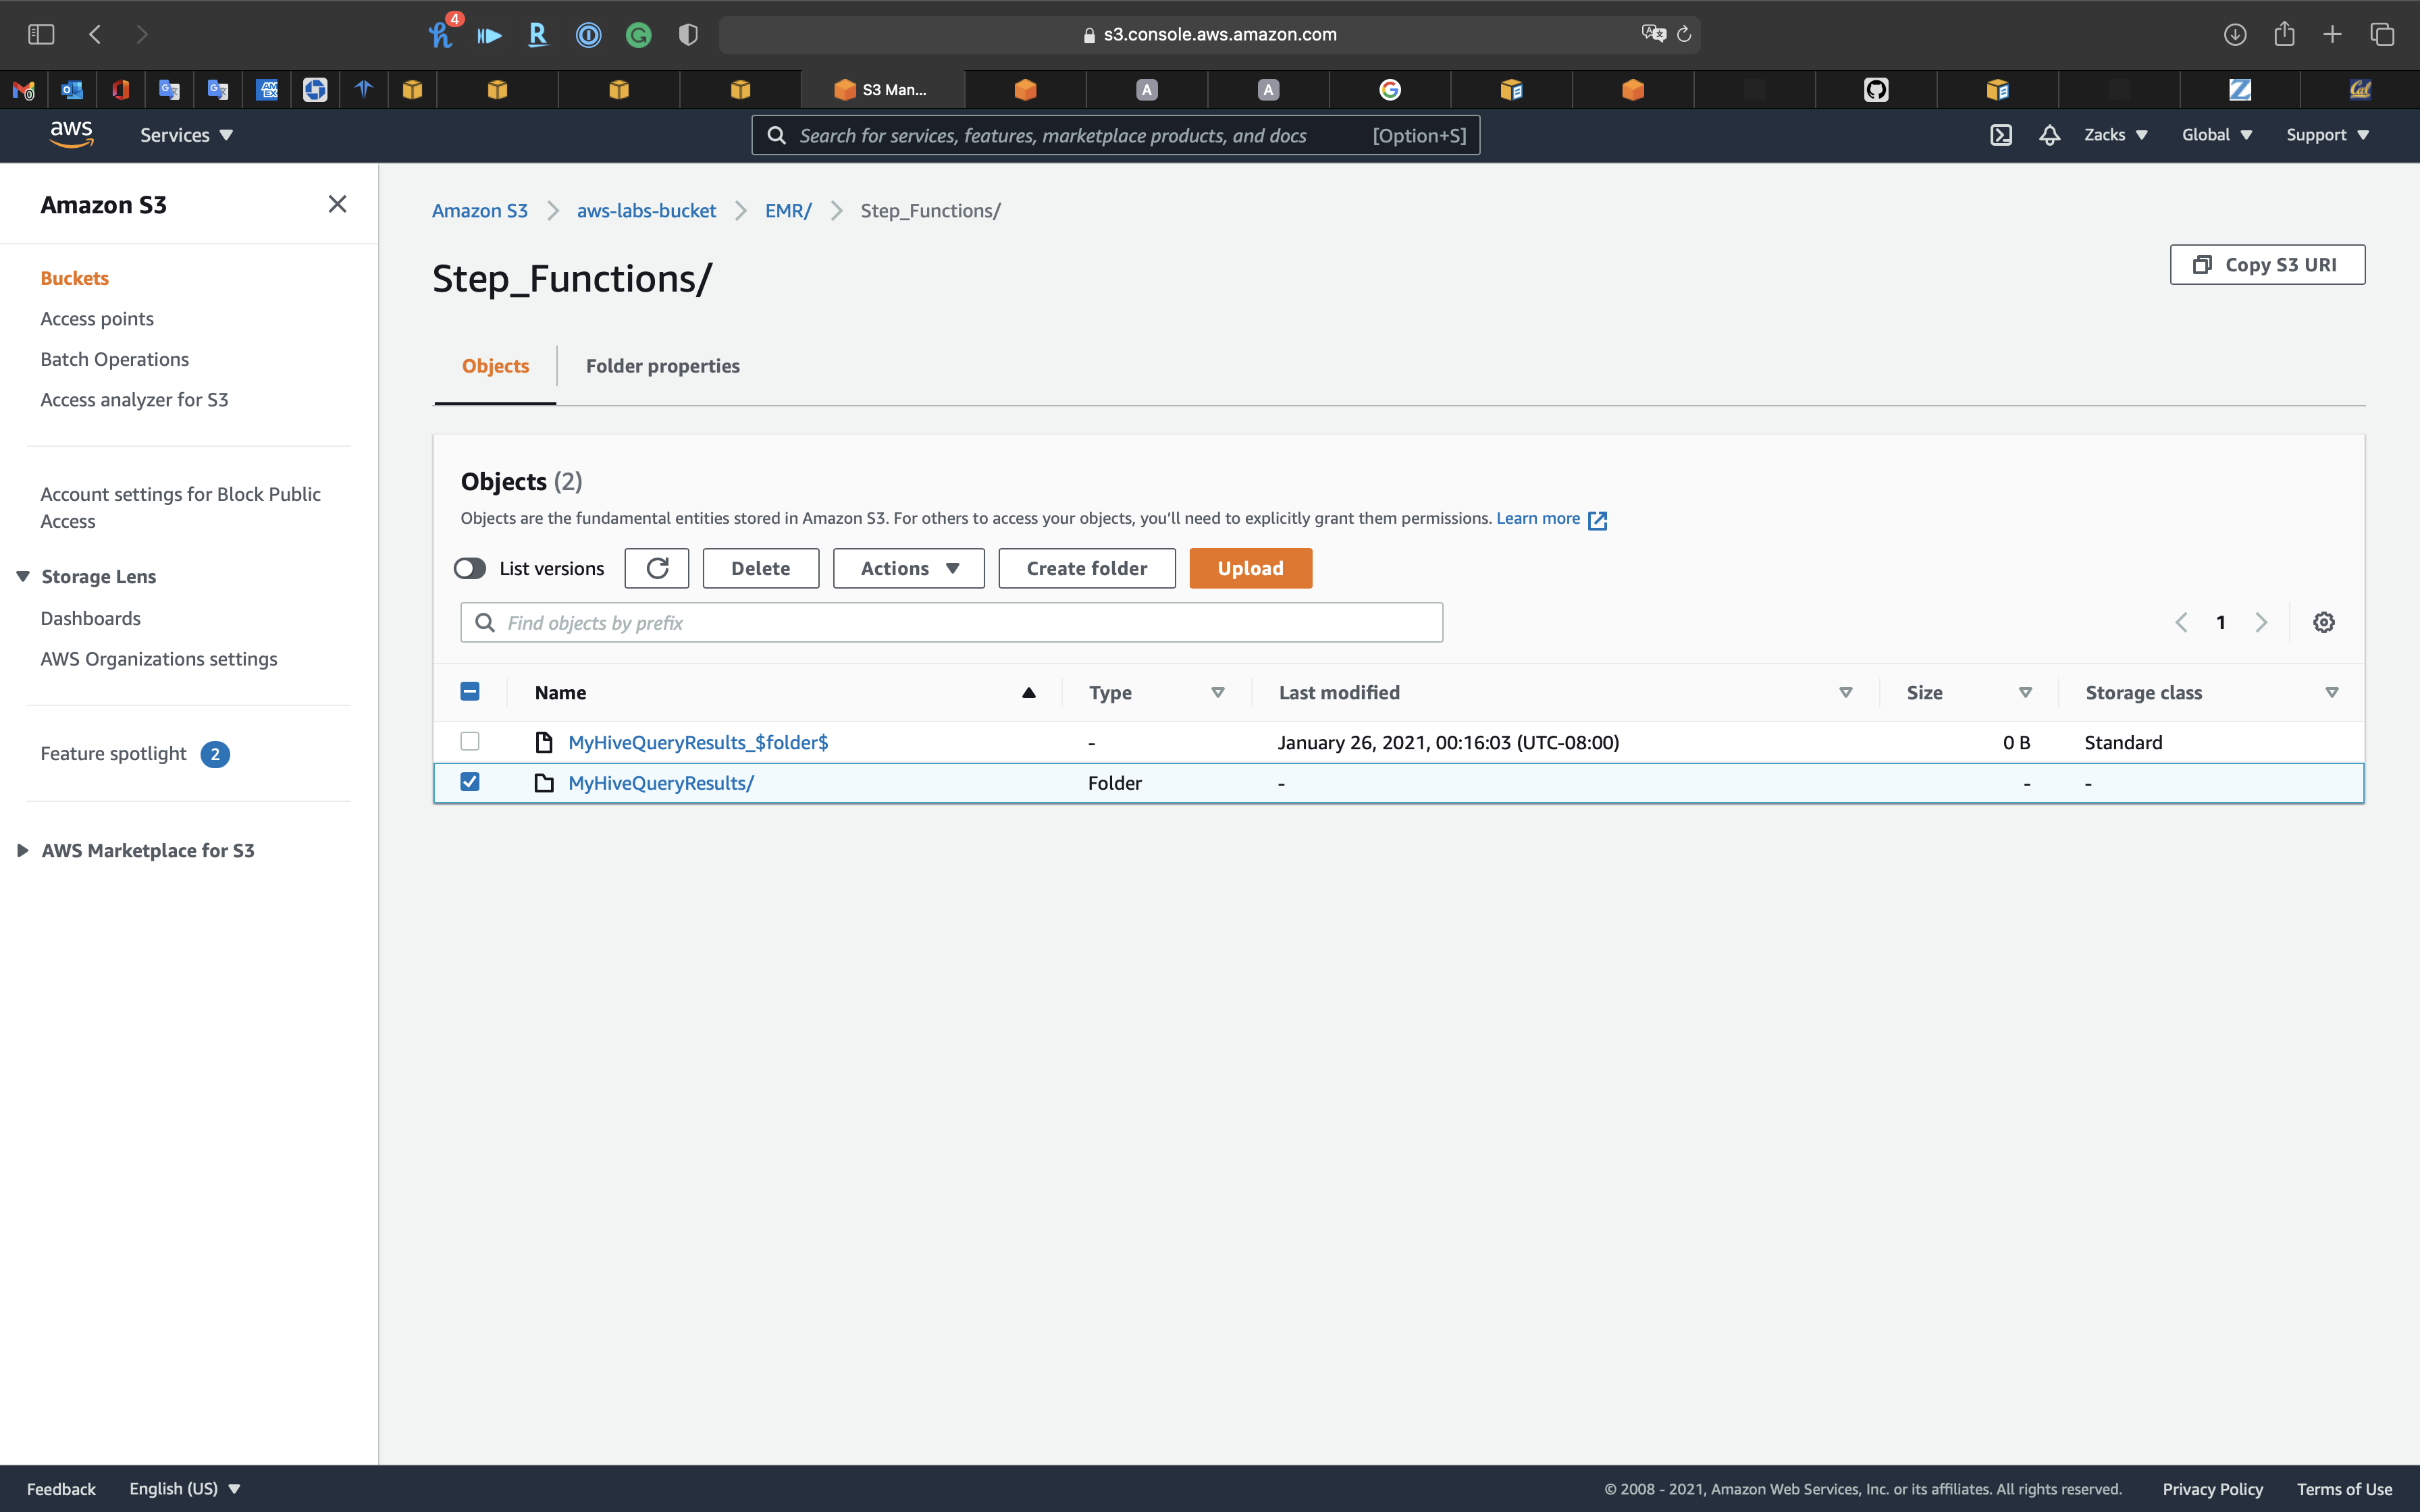 4
s3.console.aws.amazon.com
S3 Man...
aws Services Search for services, features, marketplace products, and docs [Option+S] Zacks Global Support
Amazon S3
Buckets
Access points
Batch Operations
Access analyzer for S3
Account settings for Block Public
Access
Storage Lens
Dashboards
AWS Organizations settings
Feature spotlight 2
AWS Marketplace for S3
Amazon S3 aws-labs-bucket EMR/ Step_Functions/
Step_Functions/
Copy S3 URI
Objects Folder properties
Objects (2)
Objects are the fundamental entities stored in Amazon S3. For others to access your objects, you’ll need to explicitly grant them permissions. Learn more
List versions Delete Actions Create folder Upload
Find objects by prefix 1
Name Type Last modified Size Storage class
MyHiveQueryResults_$folder$ - January 26, 2021, 00:16:03 (UTC-08:00) 0 B Standard
MyHiveQueryResults/ Folder - - -
Feedback English (US) © 2008 - 2021, Amazon Web Services, Inc. or its affiliates. All rights reserved. Privacy Policy Terms of Use